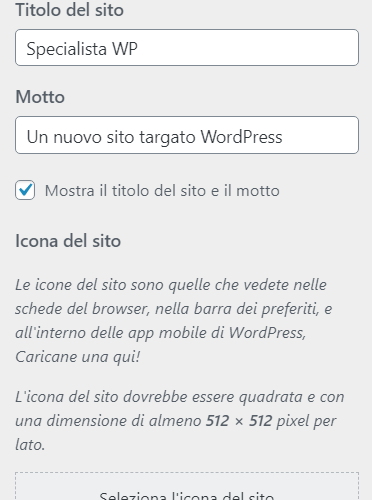 Titolo del sito
Specialista WP
Motto
Un nuovo sito targato WordPress
Mostra il titolo del sito e il motto
Icona del sito
Le icone del sito sono quelle che vedete nelle
schede del browser, nella barra dei preferiti, e
all'interno delle app mobile di WordPress,
Caricane una qui!
L'icona del sito dovrebbe essere quadrata e con
una dimensione di almeno 512 × 512 pixel per
lato.
Seleziona l'icona del sito